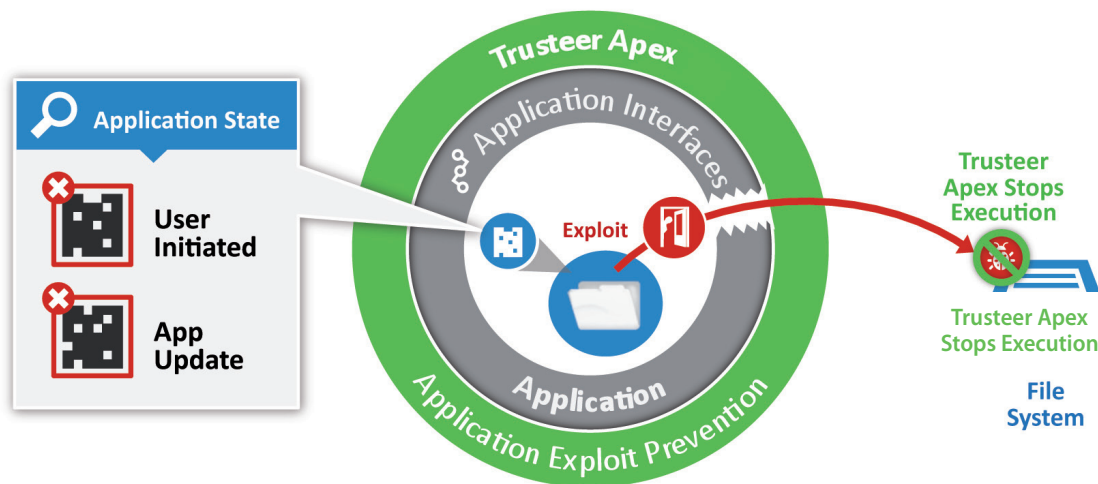 Application State
User
Initiated
App
Update
Trusteer Apex
Application Interfaces
Exploit
Application
Application Exploit Prevention
Trusteer
Apex Stops
Execution
Trusteer Apex
Stops Execution
File
System